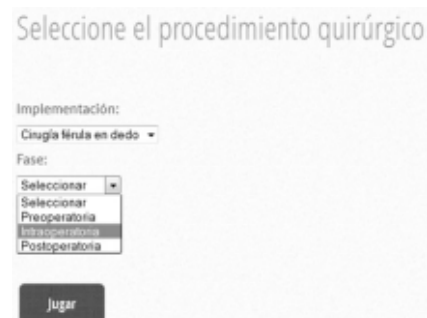 Seleccione el procedimiento quirúrgico
Implementación:
Cirugía férula en dedo
Fase:
Seleccionar
Seleccionar
Preoperatoria
Intraoperatoria
Postoperatoria
Jugar